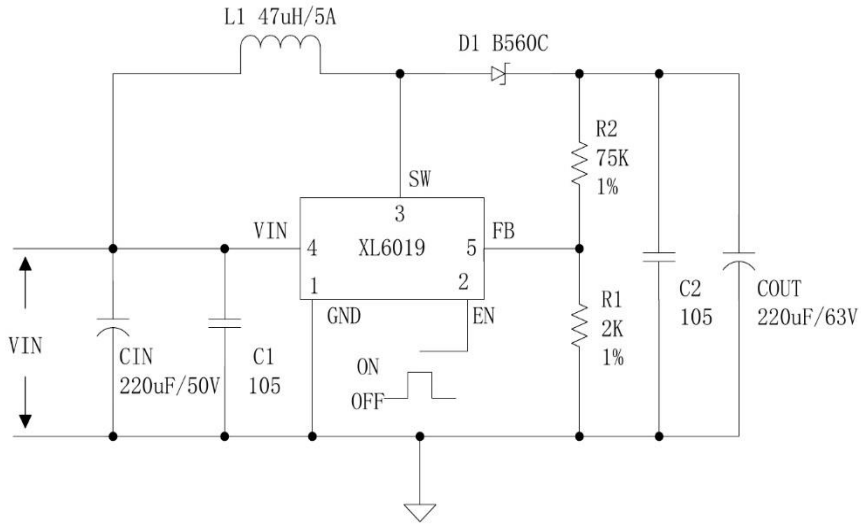 L1 47uH/5A
D1 B560C
R2
75K
1%
SW
3
VIN
4
XL6019
5
FB
1
2
GND
EN
R1
2K
1%
C2
105
COUT
220uF/63V
VIN
CIN
220uF/50V
C1
105
ON
OFF